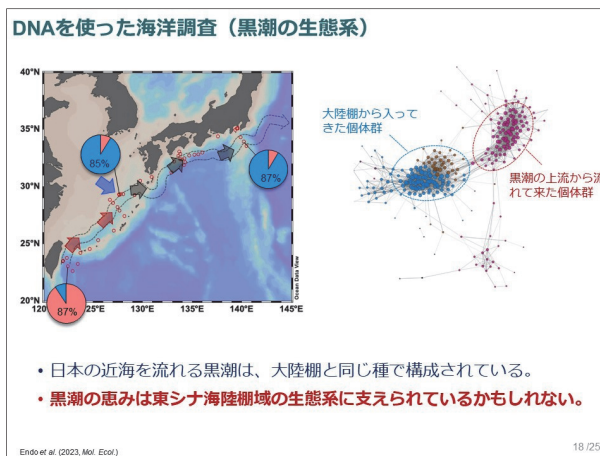 DNAを使った海洋調査（黒潮の生態系）
40°N
35°N
30°N
25°N
20°N
120°E
125°E
130°E
135°E
140°E
145°E
85%
87%
87%
Ocean Data View
大陸棚から入って
きた個体群
黒潮の上流から流
れて来た個体群
• 日本の近海を流れる黒潮は、大陸棚と同じ種で構成されている。
• 黒潮の恵みは東シナ海陸棚域の生態系に支えられているかもしれない。
Endo et al. (2023, Mol. Ecol.)
18 /25